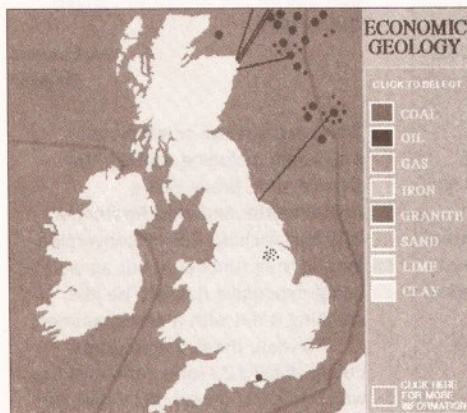 ECONOMIC
GEOLOGY
CLICK TO SELECT
COAL
OIL
GAS
IRON
GRANITE
SAND
LIME
CLAY
CLICK HERE
FOR MORE
INFORMATION